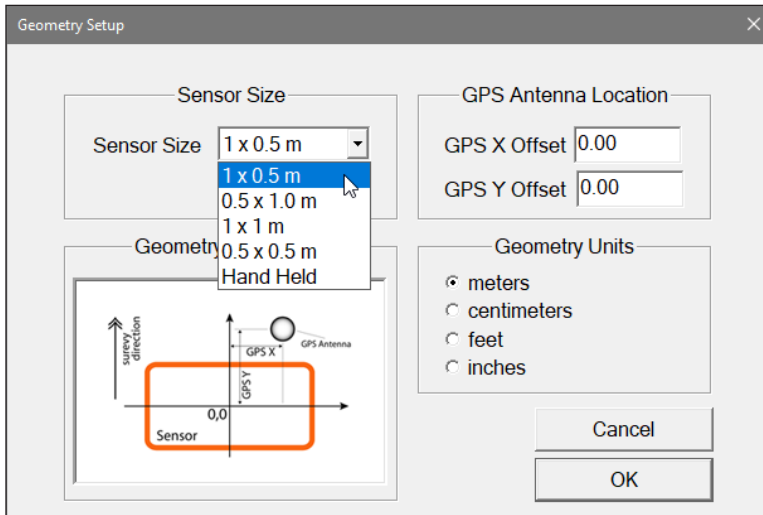 Geometry Setup
Sensor Size
Sensor Size 1 x 0.5 m
1 x 0.5 m
0.5 x 1.0 m
1 x 1 m
0.5 x 0.5 m
Hand Held
GPS Antenna Location
GPS X Offset 0.00
GPS Y Offset 0.00
Geometry
surevy
direction
GPS X
GPS Antenna
GPS Y
0,0
Sensor
Geometry Units
meters
centimeters
feet
inches
Cancel
OK